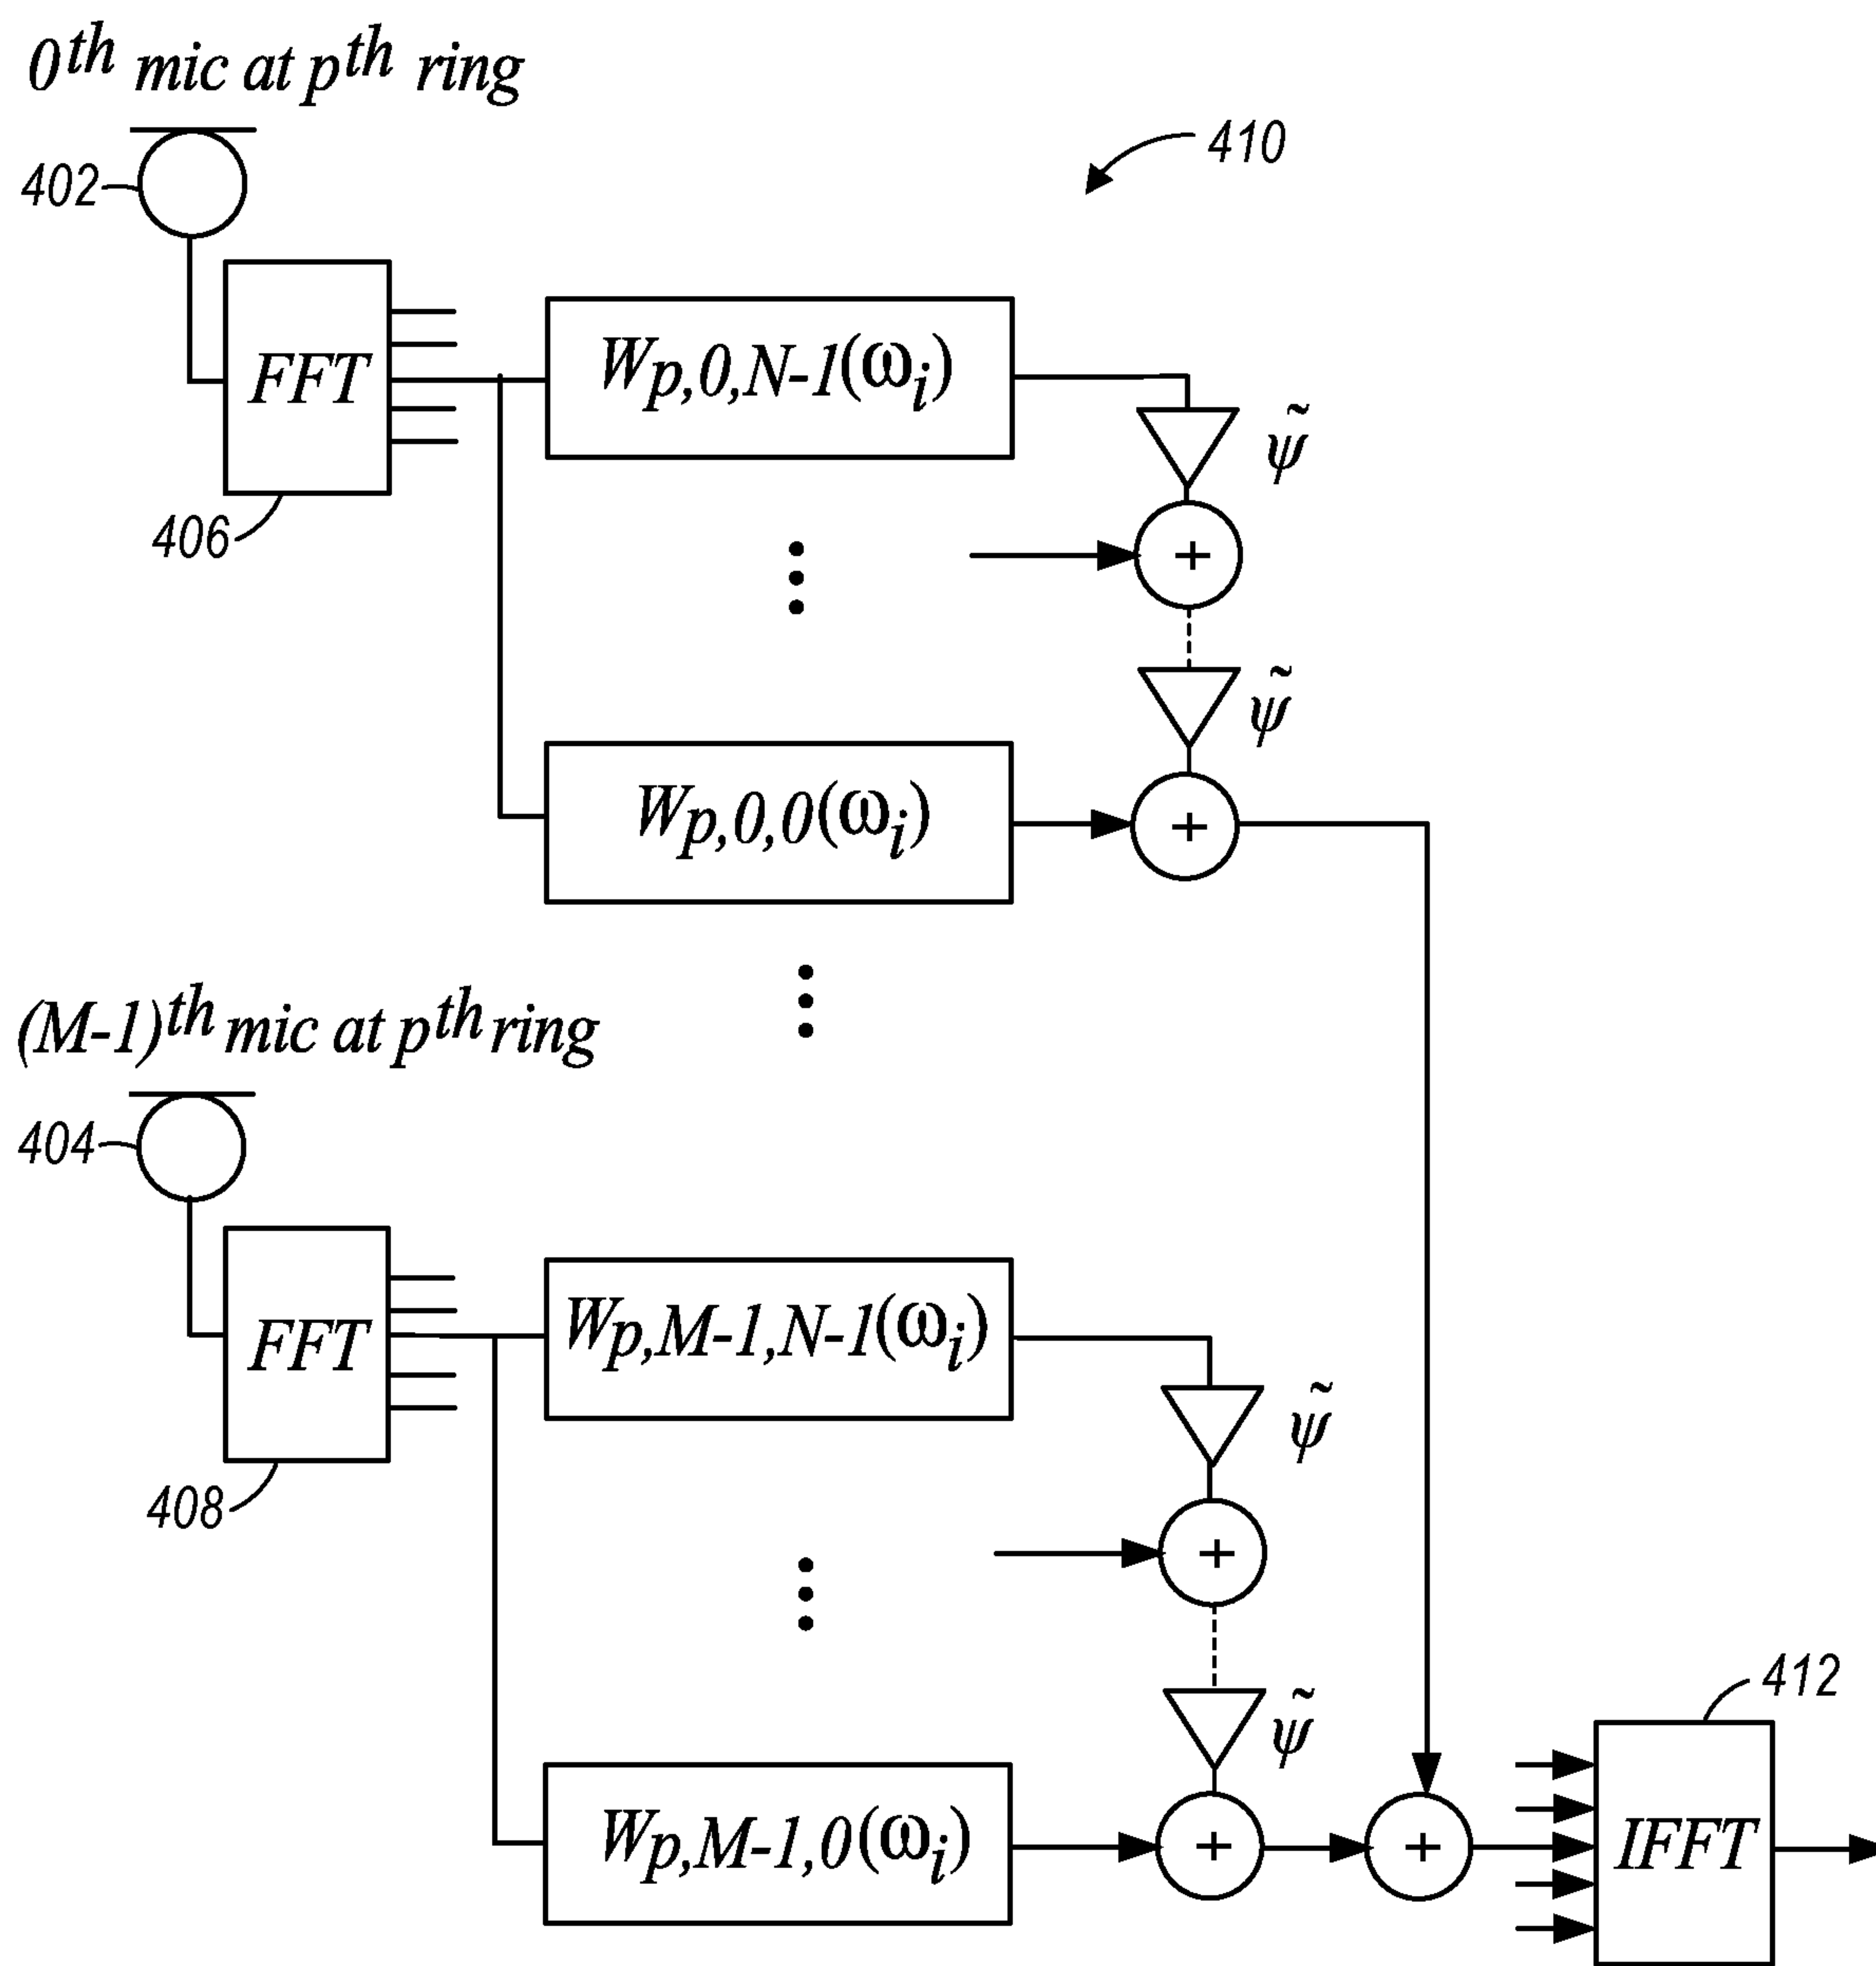 0th mic at pth ring
410
402
FFT
Wp,0,N-1(ωi)
ψ̃
406
+
ψ̃
Wp,0,0(ωi)
+
(M-1)th mic at pth ring
404
FFT
Wp,M-1,N-1(ωi)
ψ̃
408
+
412
ψ̃
Wp,M-1,0(ωi)
+
+
IFFT